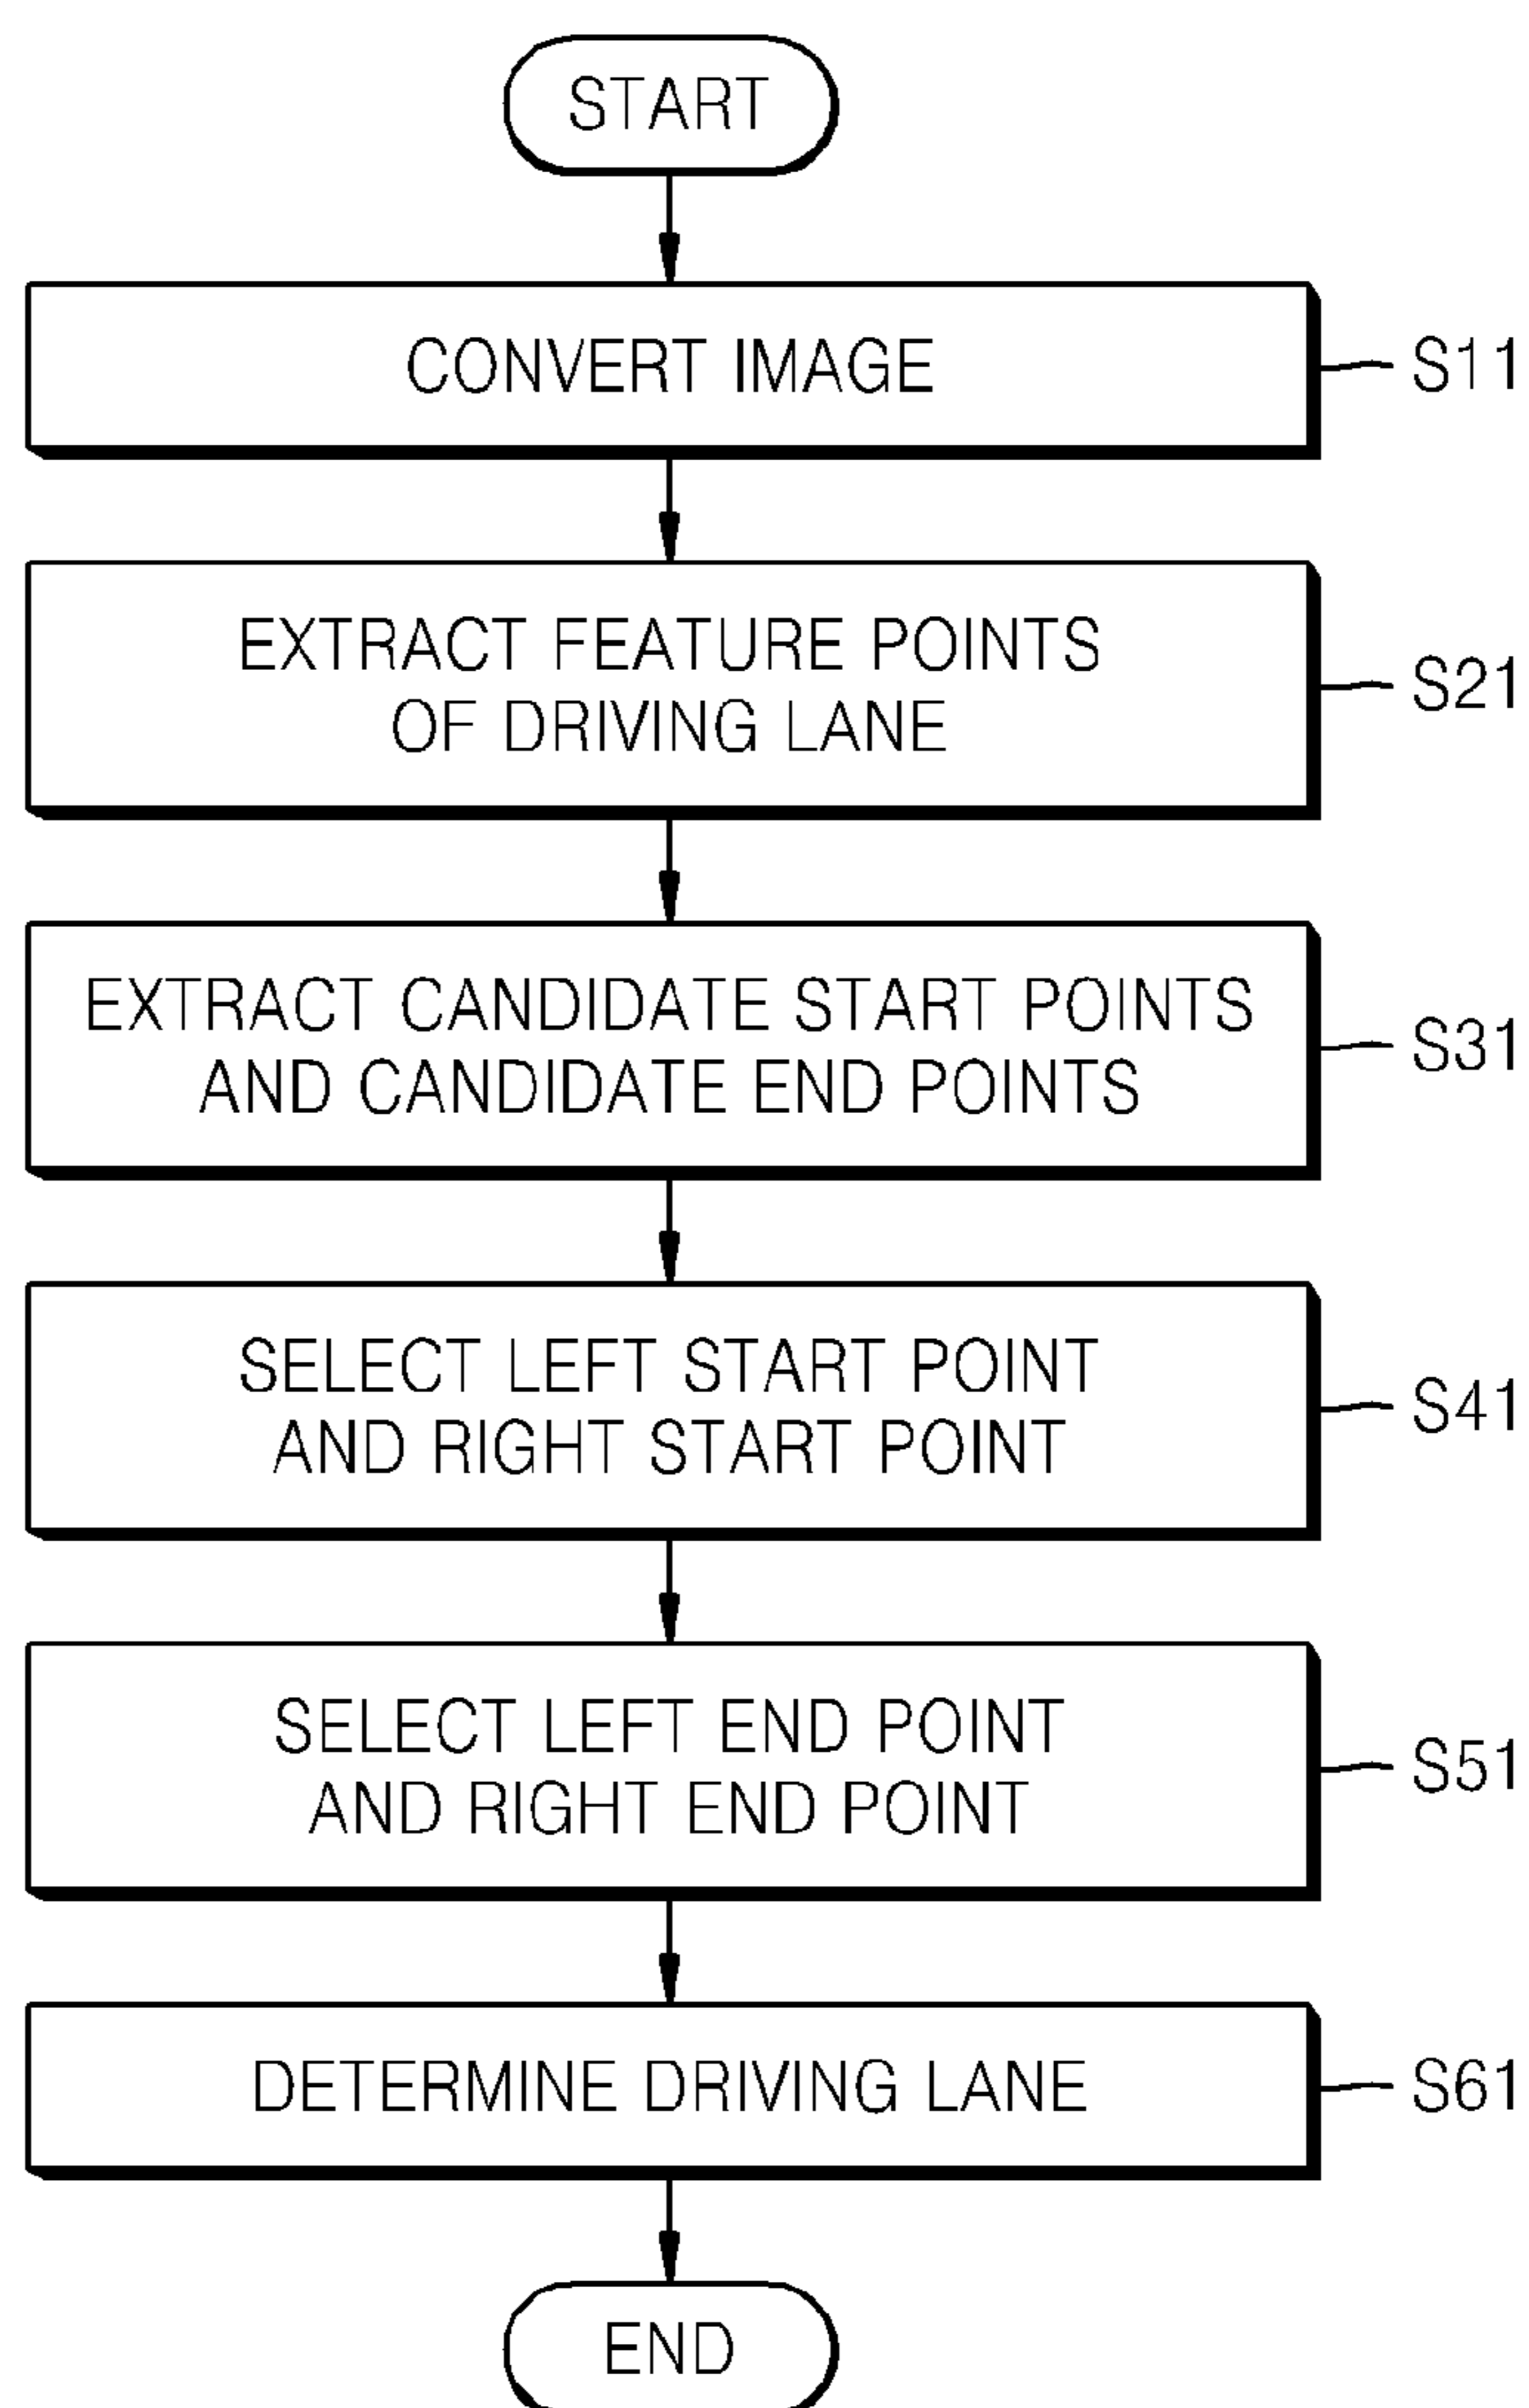 START
CONVERT IMAGE
S11
EXTRACT FEATURE POINTS
OF DRIVING LANE
S21
EXTRACT CANDIDATE START POINTS
AND CANDIDATE END POINTS
S31
SELECT LEFT START POINT
AND RIGHT START POINT
S41
SELECT LEFT END POINT
AND RIGHT END POINT
S51
DETERMINE DRIVING LANE
S61
END